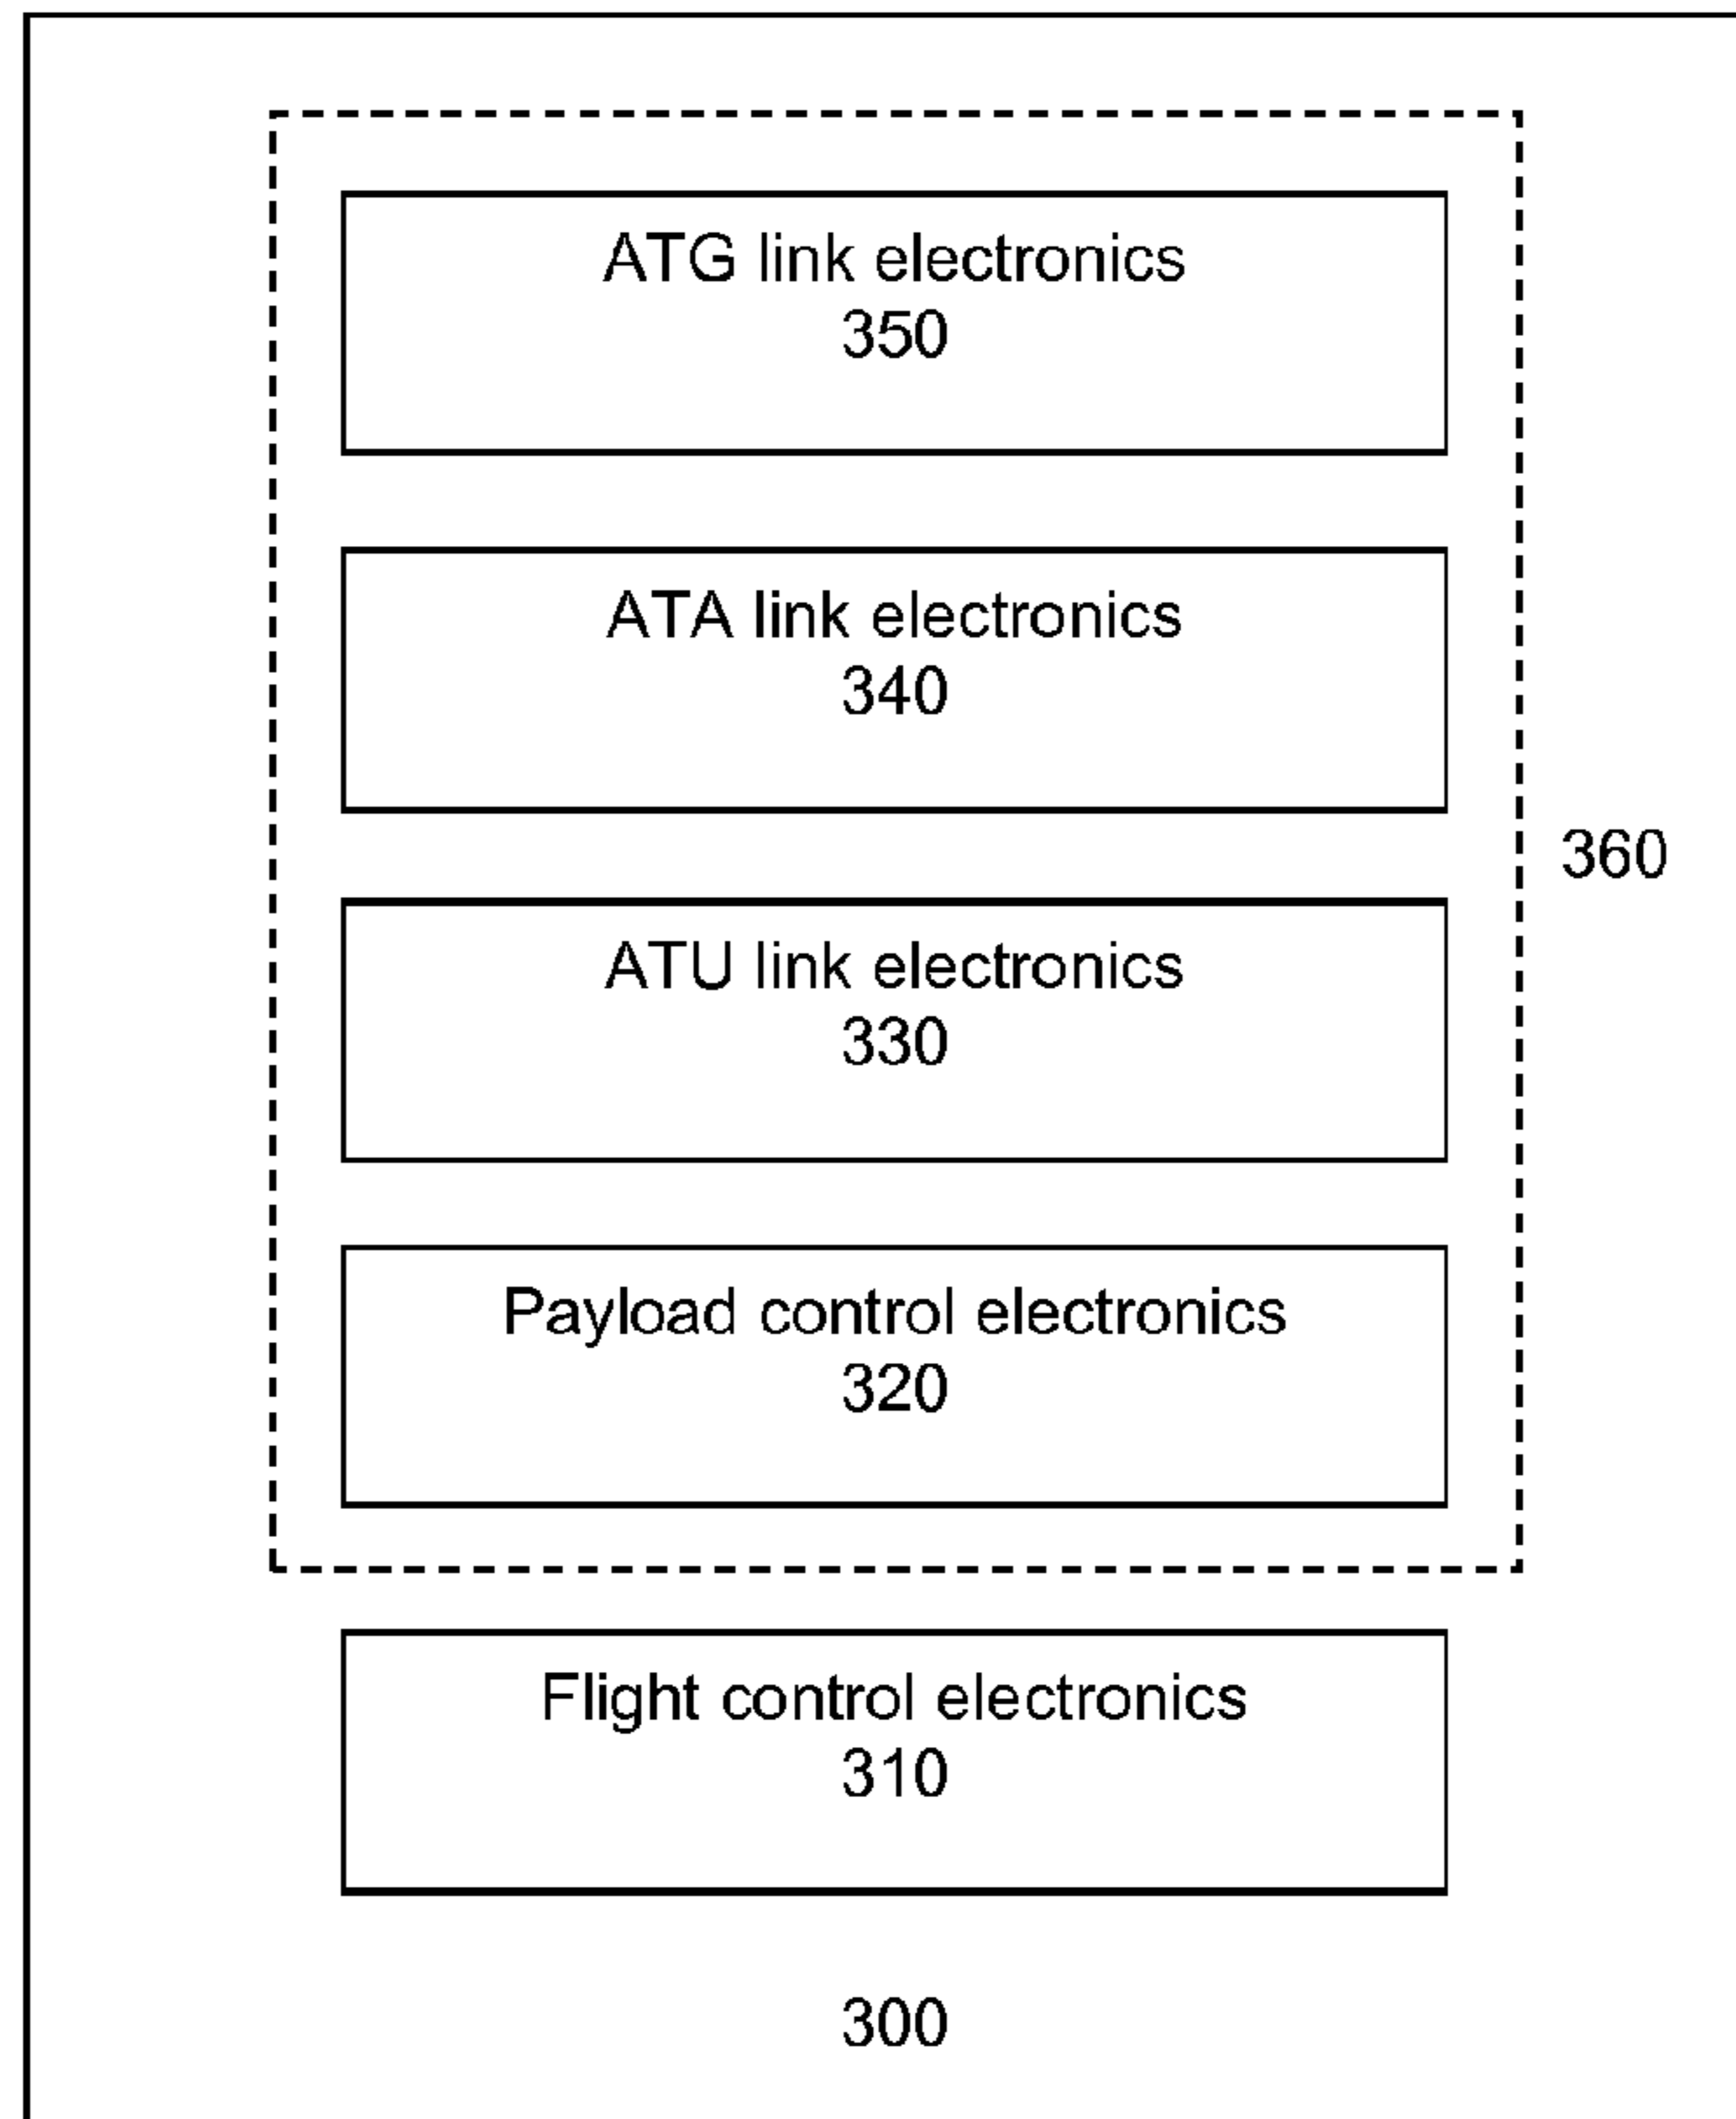 ATG link electronics
350
ATA link electronics
340
360
ATU link electronics
330
Payload control electronics
320
Flight control electronics
310
300